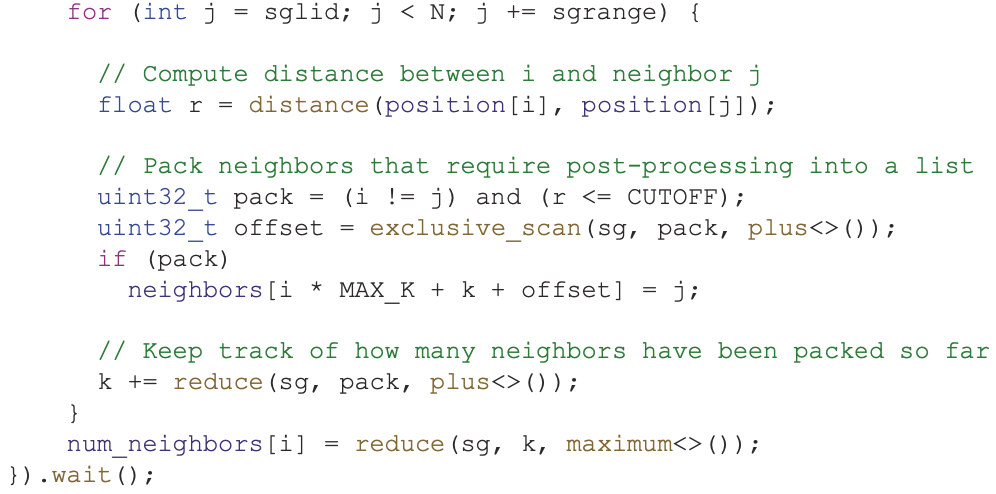 for (int j = sglid; j < N; j += sgrange) {
// Compute distance between i and neighbor j
float r = distance(position[i], position[j]);
// Pack neighbors that require post-processing into a list
uint32_t pack = (i != j) and (r <= CUTOFF);
uint32_t offset = exclusive_scan(sg, pack, plus<>());
if (pack)
neighbors[i * MAX_K + k + offset] = j;
// Keep track of how many neighbors have been packed so far
k += reduce(sg, pack, plus<>());
}
num_neighbors[i] = reduce(sg, k, maximum<>());
}).wait();